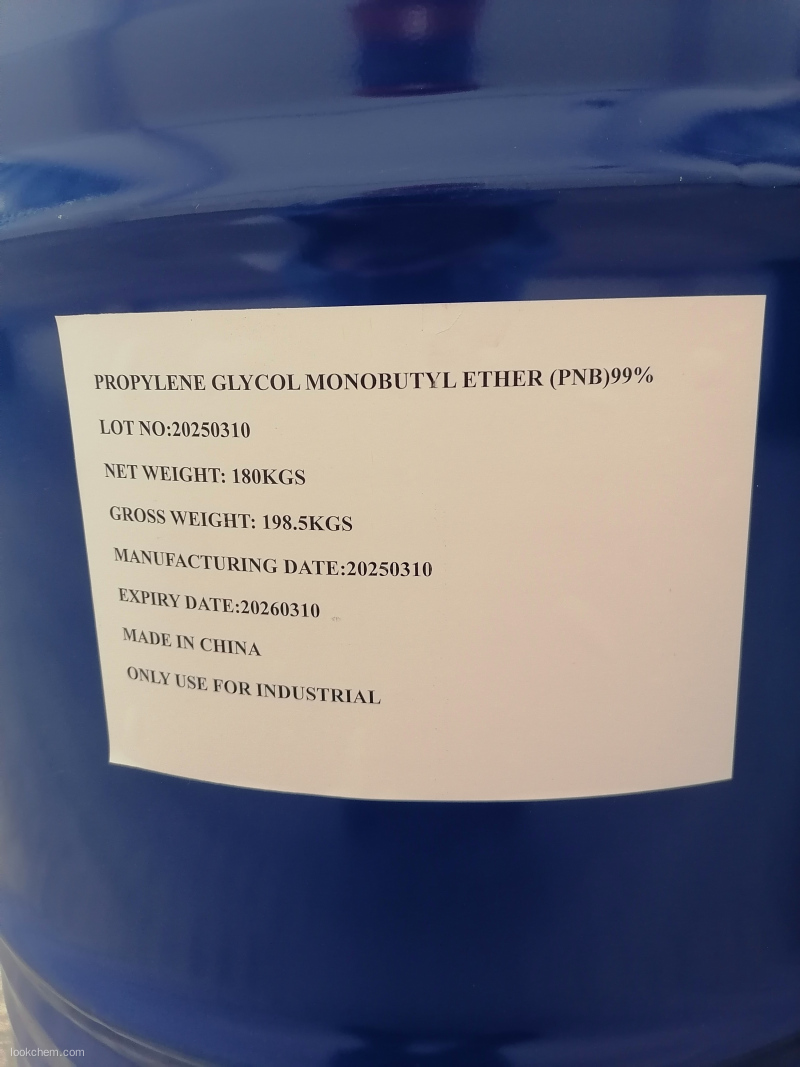 PROPYLENE GLYCOL MONOBUTYL ETHER (PNB)99%
LOT NO:20250310
NET WEIGHT: 180KGS
GROSS WEIGHT: 198.5KGS
MANUFACTURING DATE:20250310
EXPIRY DATE:20260310
MADE IN CHINA
ONLY USE FOR INDUSTRIAL
lookchem.com